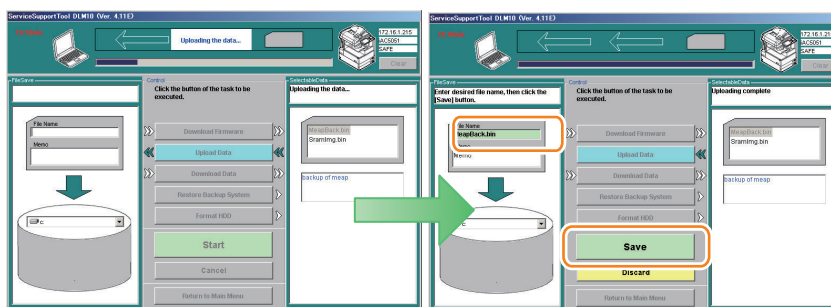 ServiceSupportTool DLM10 (Ver. 4.11E)
Uploading the data...
172.16.1.215
iAC5051
SAFE
Clear
FileSave
File Name
Memo
C
Control
Click the button of the task to be
executed.
Download Firmware
Upload Data
Download Data
Restore Backup System
Format HDD
Start
Cancel
Return to Main Menu
SelectableData
Uploading the data...
MeapBack.bin
SramImg.bin
backup of meap
ServiceSupportTool DLM10 (Ver. 4.11E)
172.16.1.21
iAC5051
SAFE
Clear
FileSave
Enter desired file name, then click the
[Save] button.
File Name
MeapBack.bin
Memo
C
Control
Click the button of the task to be
executed.
Download Firmware
Upload Data
Download Data
Restore Backup System
Format HDD
Save
Discard
Return to Main Menu
SelectableData
Uploading complete
MeapBack.bin
SramImg.bin
backup of meap